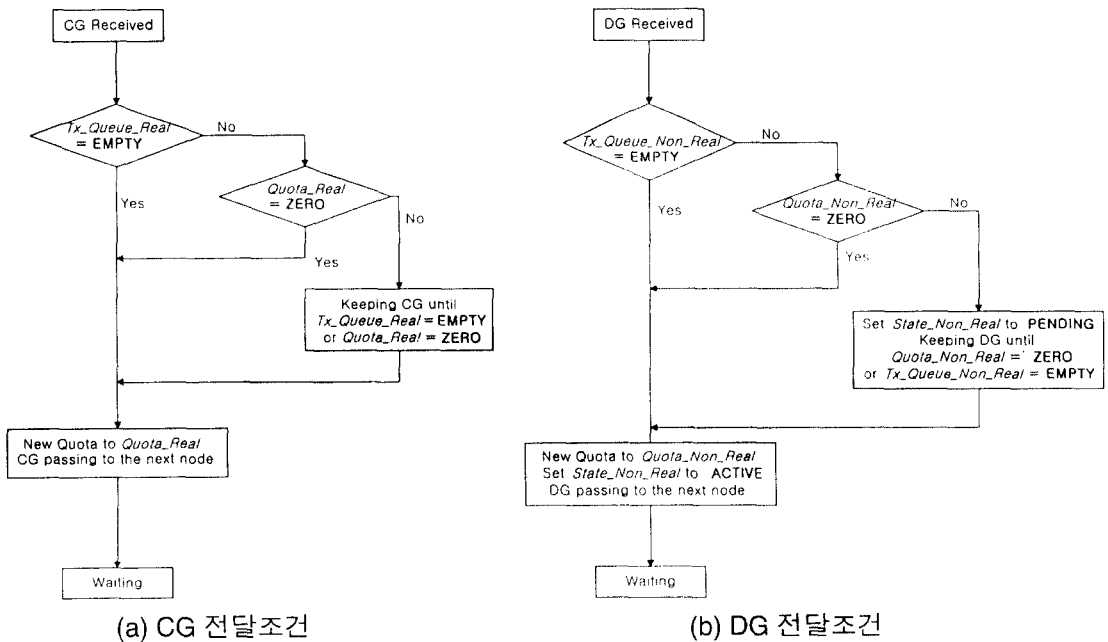 CG Received
Tx_Queue_Real
= EMPTY
No
Yes
Quota_Real
= ZERO
No
Yes
Keeping CG until
Tx_Queue_Real = EMPTY
or Quota_Real = ZERO
New Quota to Quota_Real
CG passing to the next node
Waiting
(a) CG 전달조건
DG Received
Tx_Queue_Non_Real
= EMPTY
No
Yes
Quota_Non_Real
= ZERO
No
Yes
Set State_Non_Real to PENDING
Keeping DG until
Quota_Non_Real = ZERO
or Tx_Queue_Non_Real = EMPTY
New Quota to Quota_Non_Real
Set State_Non_Real to ACTIVE
DG passing to the next node
Waiting
(b) DG 전달조건